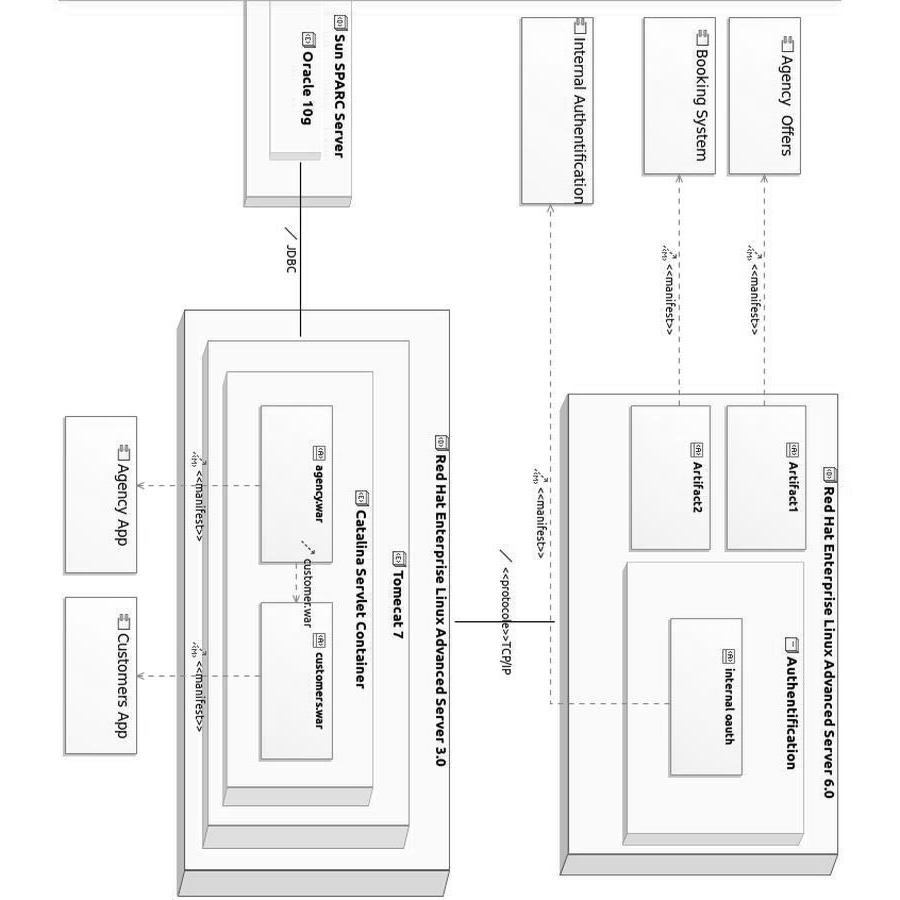 Agency  Offers
Booking System
Internal Authentification
Sun SPARC Server
Oracle 10g
<<manifest>>
<<manifest>>
JDBC
Red Hat Enterprise Linux Advanced Server 6.0
Artifact1
Artifact2
Authentification
internal oauth
<<manifest>>
<<protocole>>TCP/IP
Red Hat Enterprise Linux Advanced Server 3.0
Tomecat 7
Catalina Servlet Container
agency.war
customer.war
customers.war
<<manifest>>
<<manifest>>
Agency App
Customers App